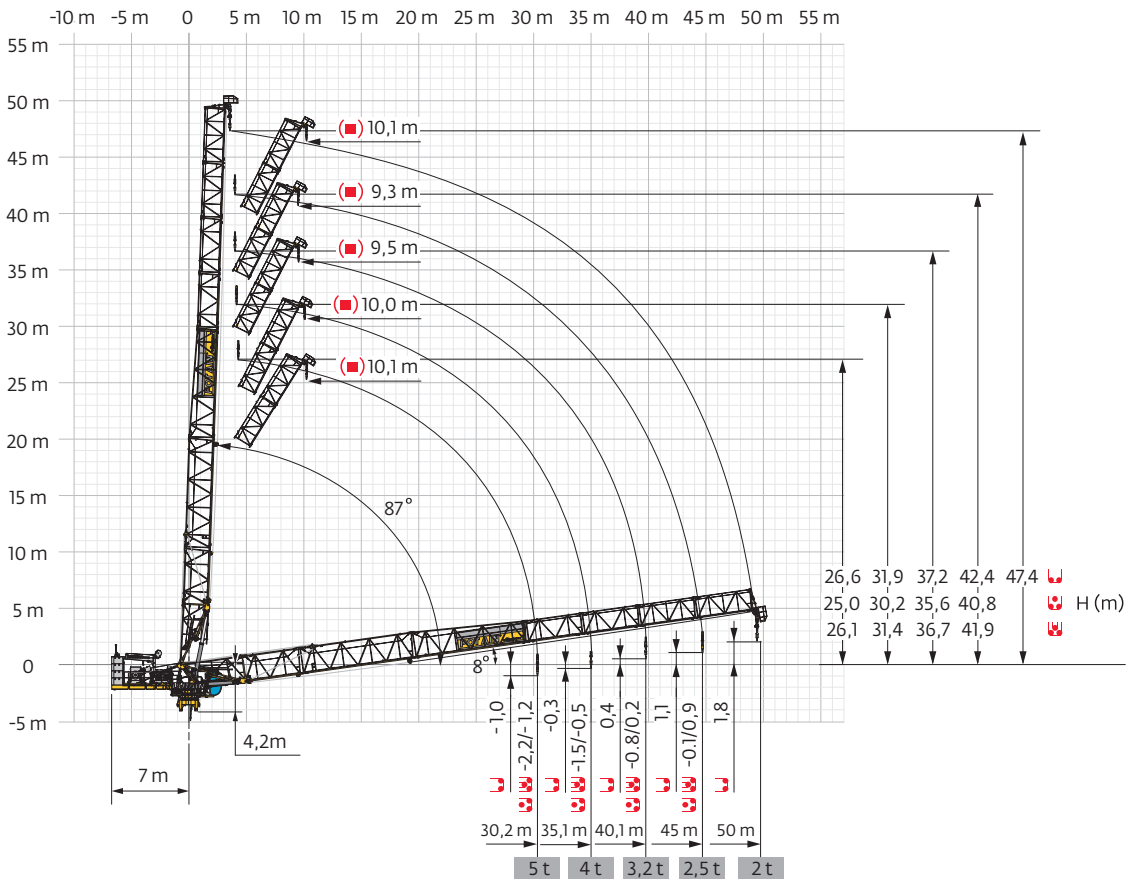 -10 m 0 5 m 10 m 15 m 20 m 25 m 30 m 35 m 40 m 45 m 50 m 55 m
55 m
50 m
45 m
40 m
35 m
30 m
25 m
20 m
15 m
10 m
5 m
0
-5 m
(■) 10,1 m
(■) 9,3 m
(■) 9,5 m
(■) 10,0 m
(■) 10,1 m
87°
8°
26,6 31,9 37,2 42,4 47,4
25,0 30,2 35,6 40,8 H (m)
26,1 31,4 36,7 41,9
4,2m
7 m
-1,0
-2,2/-1,2
-0,3
-1.5/-0,5
0,4
-0.8/0,2
1,1
-0.1/0,9
1,8
30,2 m 35,1 m 40,1 m 45 m 50 m
5 t 4 t 3,2 t 2,5 t 2 t